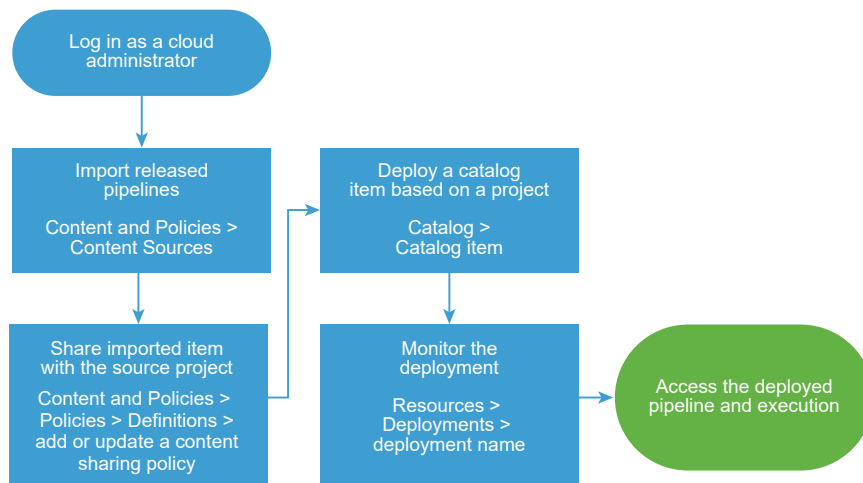 Log in as a cloud
administrator
Import released
pipelines
Content and Policies >
Content Sources
Share imported item
with the source project
Content and Policies >
Policies > Definitions >
add or update a content
sharing policy
Deploy a catalog
item based on a project
Catalog >
Catalog item
Monitor the
deployment
Resources >
Deployments >
deployment name
Access the deployed
pipeline and execution